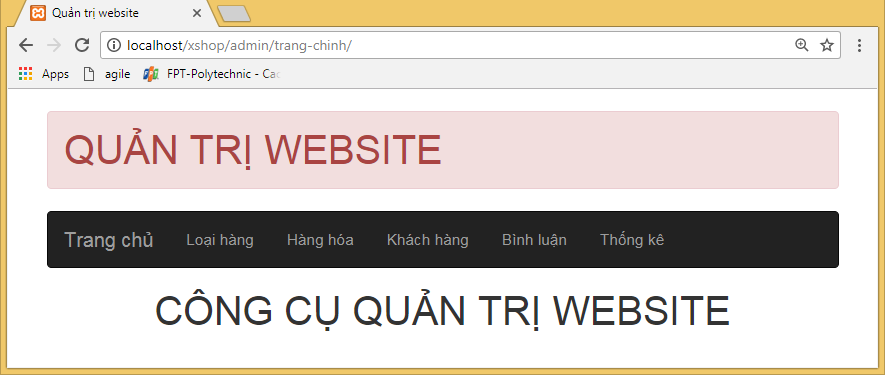 Quản trị website
localhost/xshop/admin/trang-chinh/
Apps agile FPT-Polytechnic - Cao
QUẢN TRỊ WEBSITE
Trang chủ Loại hàng Hàng hóa Khách hàng Bình luận Thống kê
CÔNG CỤ QUẢN TRỊ WEBSITE